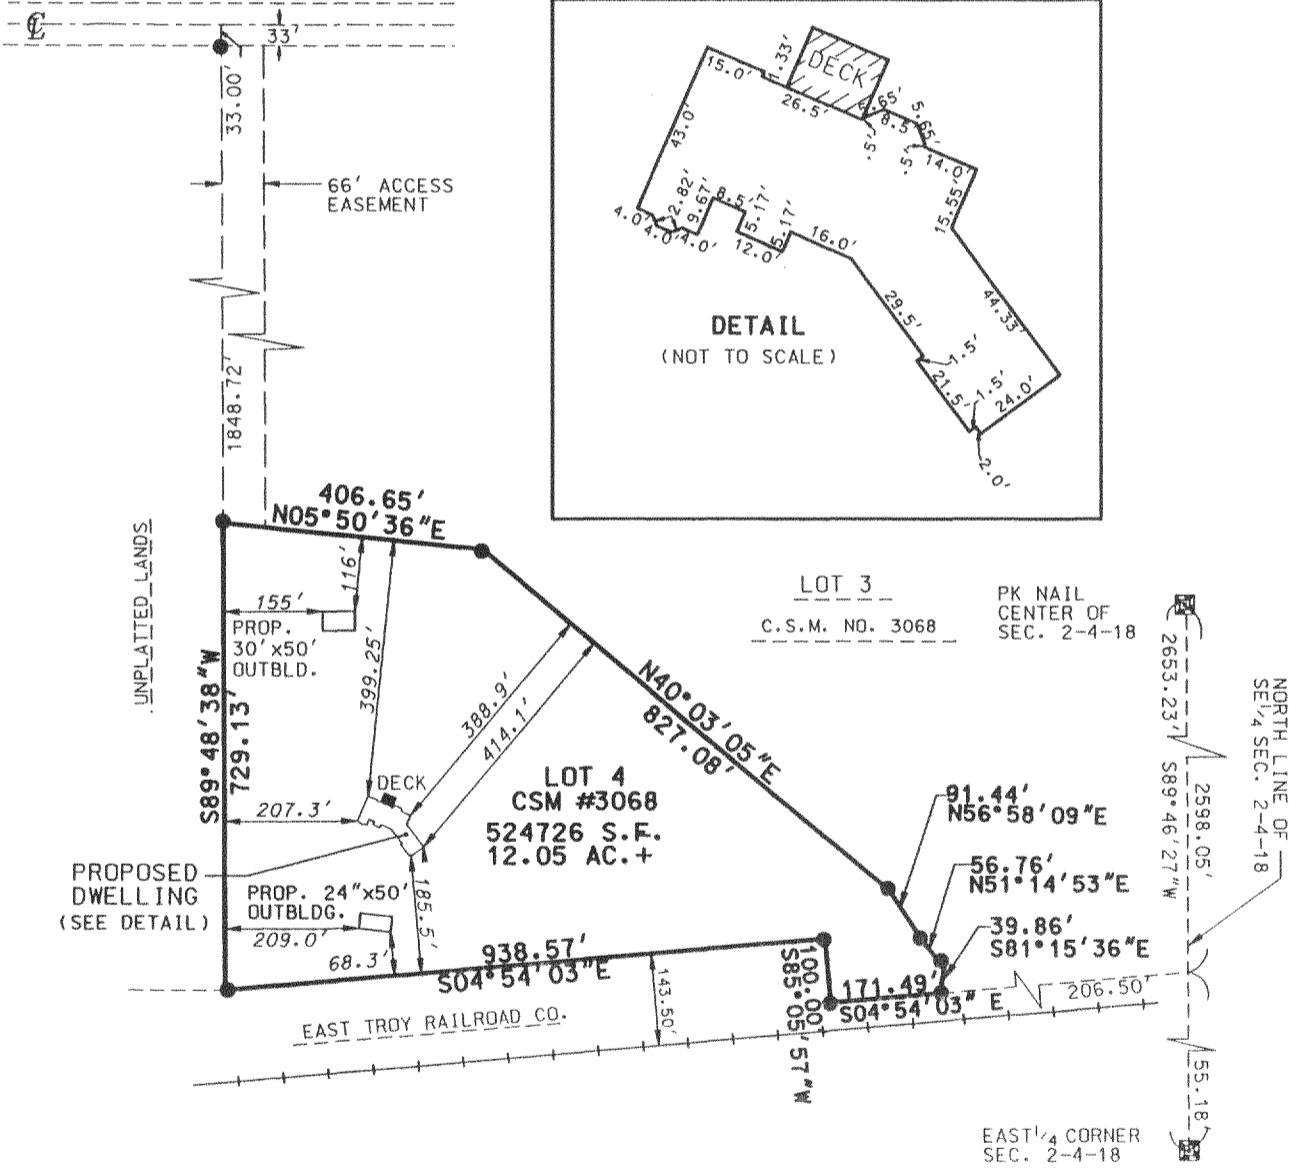 ℄
33'
33.00'
66' ACCESS
EASEMENT
1848.72'
15.0'
1.33'
DECK
26.5'
4.65'
8.5'
5.65'
.5'
.5'
14.0'
15.55'
43.0'
4.0'
4.0'
2.82'
4.0'
9.67'
8.5'
5.17'
12.0'
5.17'
16.0'
29.5'
44.33'
1.5'
21.5'
1.5'
24.0'
2.0'
DETAIL
(NOT TO SCALE)
406.65'
N05°50'36"E
UNPLATTED LANDS
116'
155'
PROP.
30'x50'
OUTBLD.
399.25'
S89°48'38"W
729.13'
388.9'
414.1'
N40°03'05"E
827.08'
LOT 3
C.S.M. NO. 3068
PK NAIL
CENTER OF
SEC. 2-4-18
2653.23'
S89°46'27"W
2598.05'
NORTH LINE OF
SE¼ SEC. 2-4-18
DECK
207.3'
LOT 4
CSM #3068
524726 S.F.
12.05 AC.+
91.44'
N56°58'09"E
56.76'
N51°14'53"E
39.86'
S81°15'36"E
PROPOSED
DWELLING
(SEE DETAIL)
PROP. 24"x50'
OUTBLDG.
209.0'
68.3'
185.5'
938.57'
S04°54'03"E
100.00'
S85°05'57"W
171.49'
S04°54'03" E
206.50'
143.50'
EAST TROY RAILROAD CO.
55.18'
EAST¼ CORNER
SEC. 2-4-18